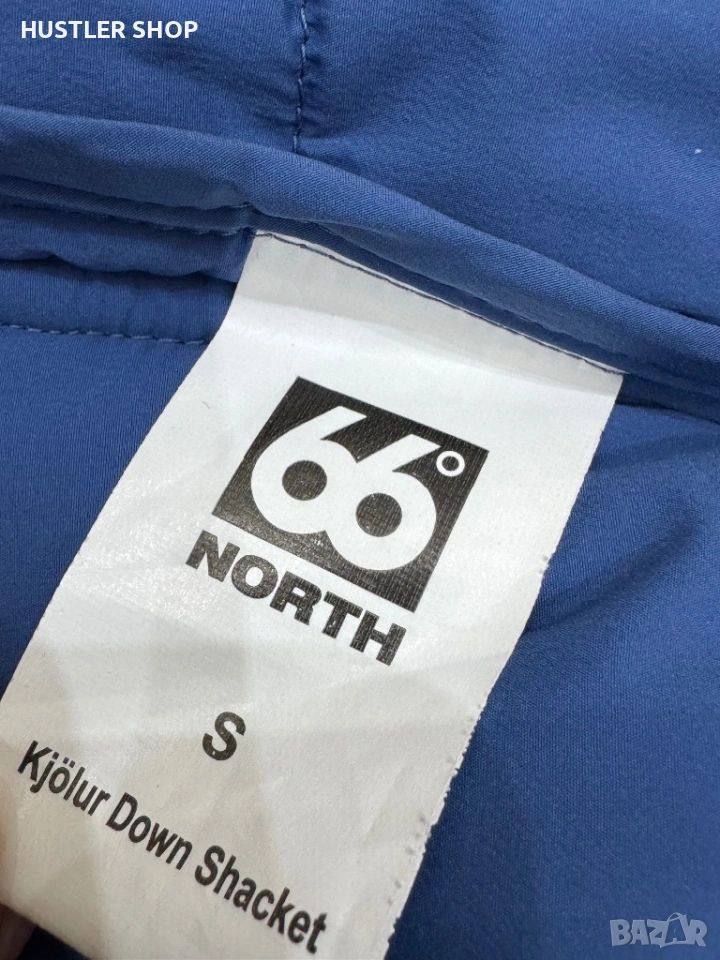 HUSTLER SHOP
66°
NORTH
S
Kjölur Down Shacket
BAZAR